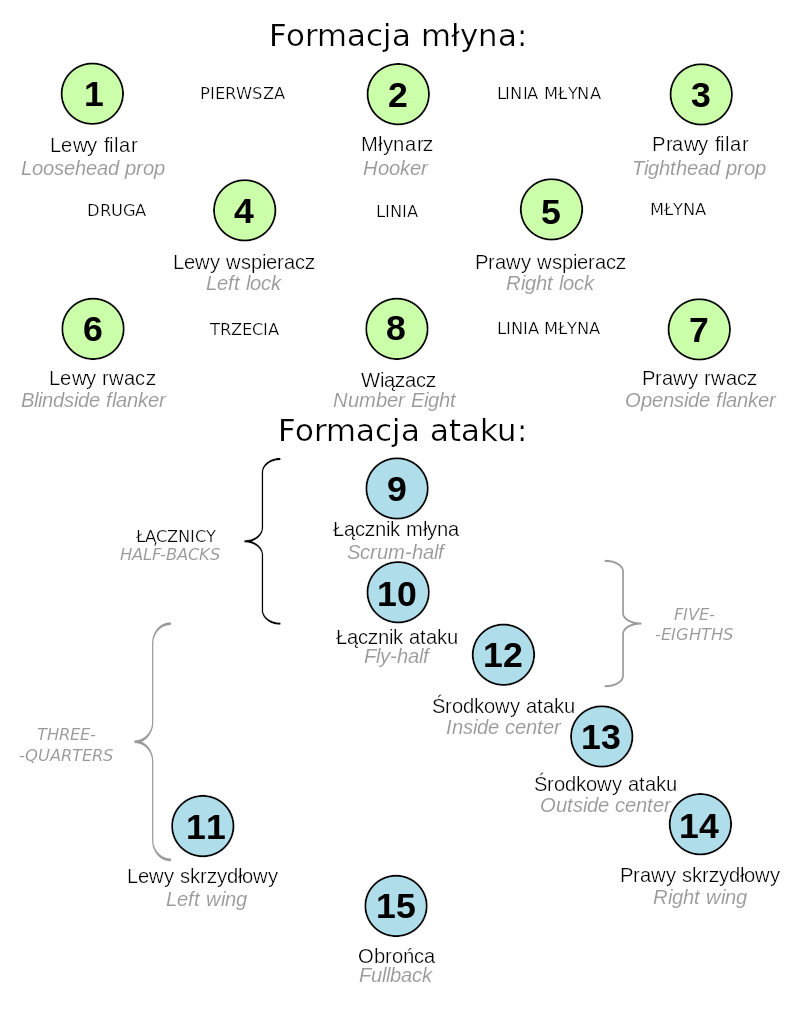 Formacja młyna:
1 PIERWSZA 2 LINIA MŁYNA 3
Lewy filar Młynarz Prawy filar
Loosehead prop Hooker Tighthead prop
DRUGA 4 LINIA 5 MŁYNA
Lewy wspieracz Prawy wspieracz
Left lock Right lock
6 TRZECIA 8 LINIA MŁYNA 7
Lewy rwacz Wiązacz Prawy rwacz
Blindside flanker Number Eight Openside flanker
Formacja ataku:
9
ŁĄCZNICY Łącznik młyna
HALF-BACKS Scrum-half
10
FIVE-
-EIGHTHS
Łącznik ataku
Fly-half
12
Środkowy ataku
Inside center
THREE-
-QUARTERS
13
Środkowy ataku
Outside center
11 14
Lewy skrzydłowy Prawy skrzydłowy
Left wing Right wing
15
Obrońca
Fullback